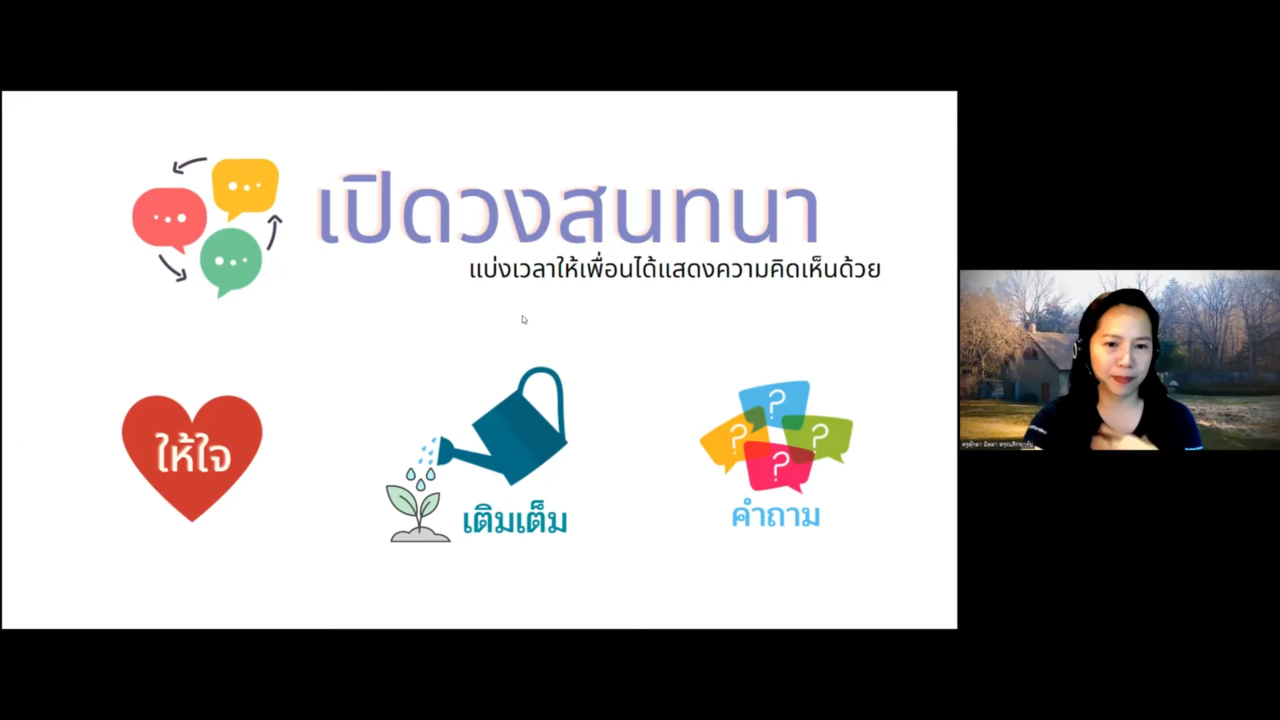 เปิดวงสนทนา
แบ่งเวลาให้เพื่อนได้แสดงความคิดเห็นด้วย
ให้ใจ
เติมเต็ม
? ? ? ?
คำถาม